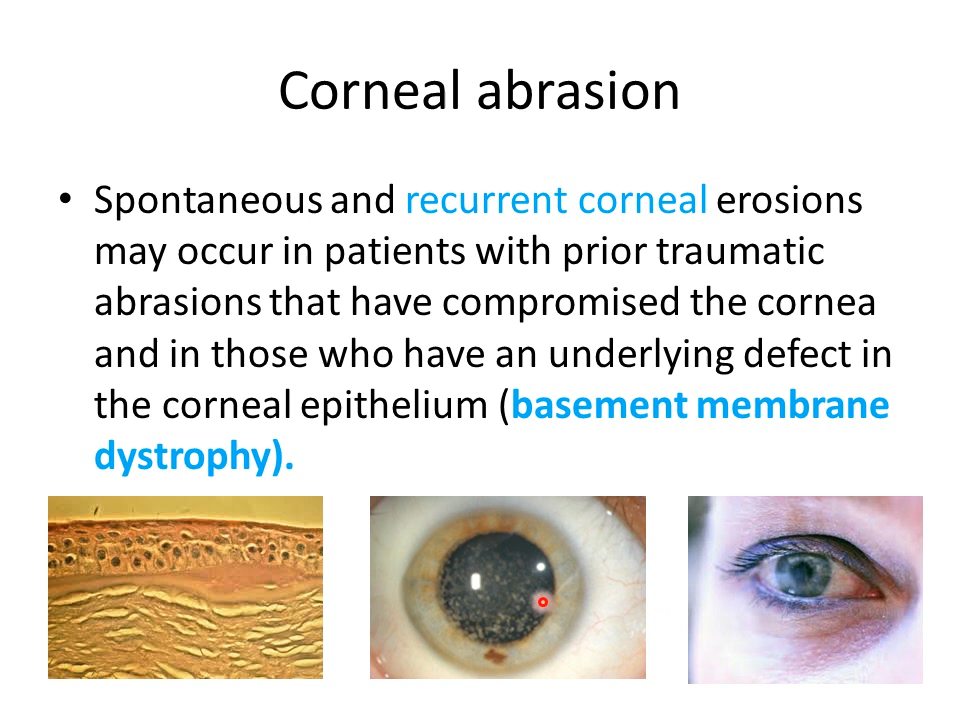 Corneal abrasion
• Spontaneous and recurrent corneal erosions
may occur in patients with prior traumatic
abrasions that have compromised the cornea
and in those who have an underlying defect in
the corneal epithelium (basement membrane
dystrophy).